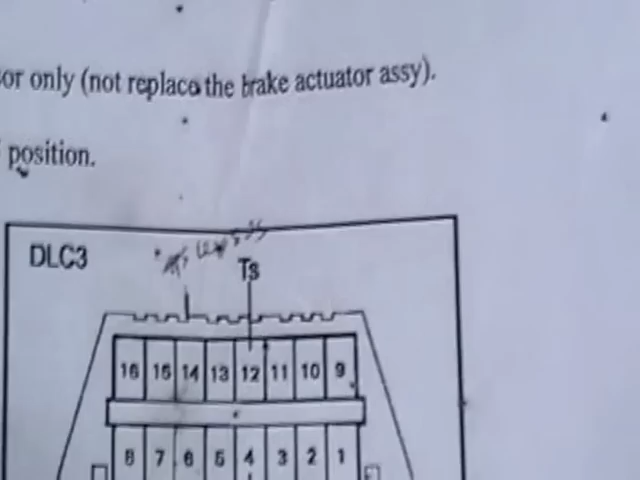 or only (not replace the brake actuator assy).
position.
DLC3
Ts
16 15 14 13 12 11 10 9
8 7 6 5 4 3 2 1